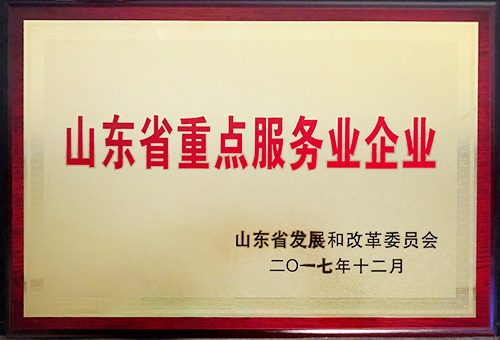 山东省重点服务业企业
山东省发展和改革委员会
二〇一七年十二月